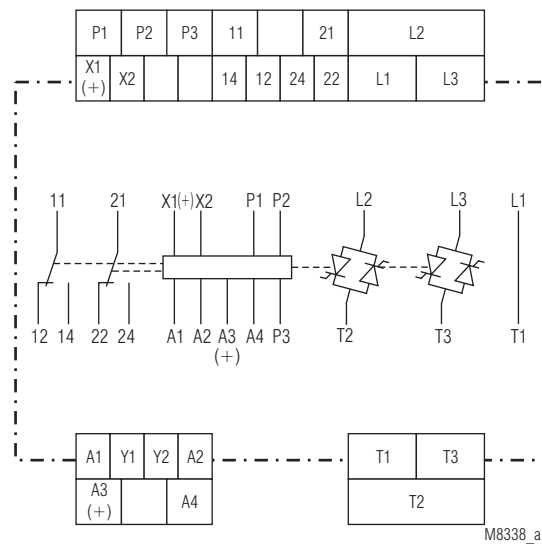 P1 P2 P3 11 21 L2
X1 (+) X2 14 12 24 22 L1 L3
11 21 X1(+) X2 P1 P2 L2 L3 L1
12 14 22 24 A1 A2 A3 (+) A4 P3 T2 T3 T1
A1 Y1 Y2 A2 T1 T3
A3 (+) A4 T2
M8338_a